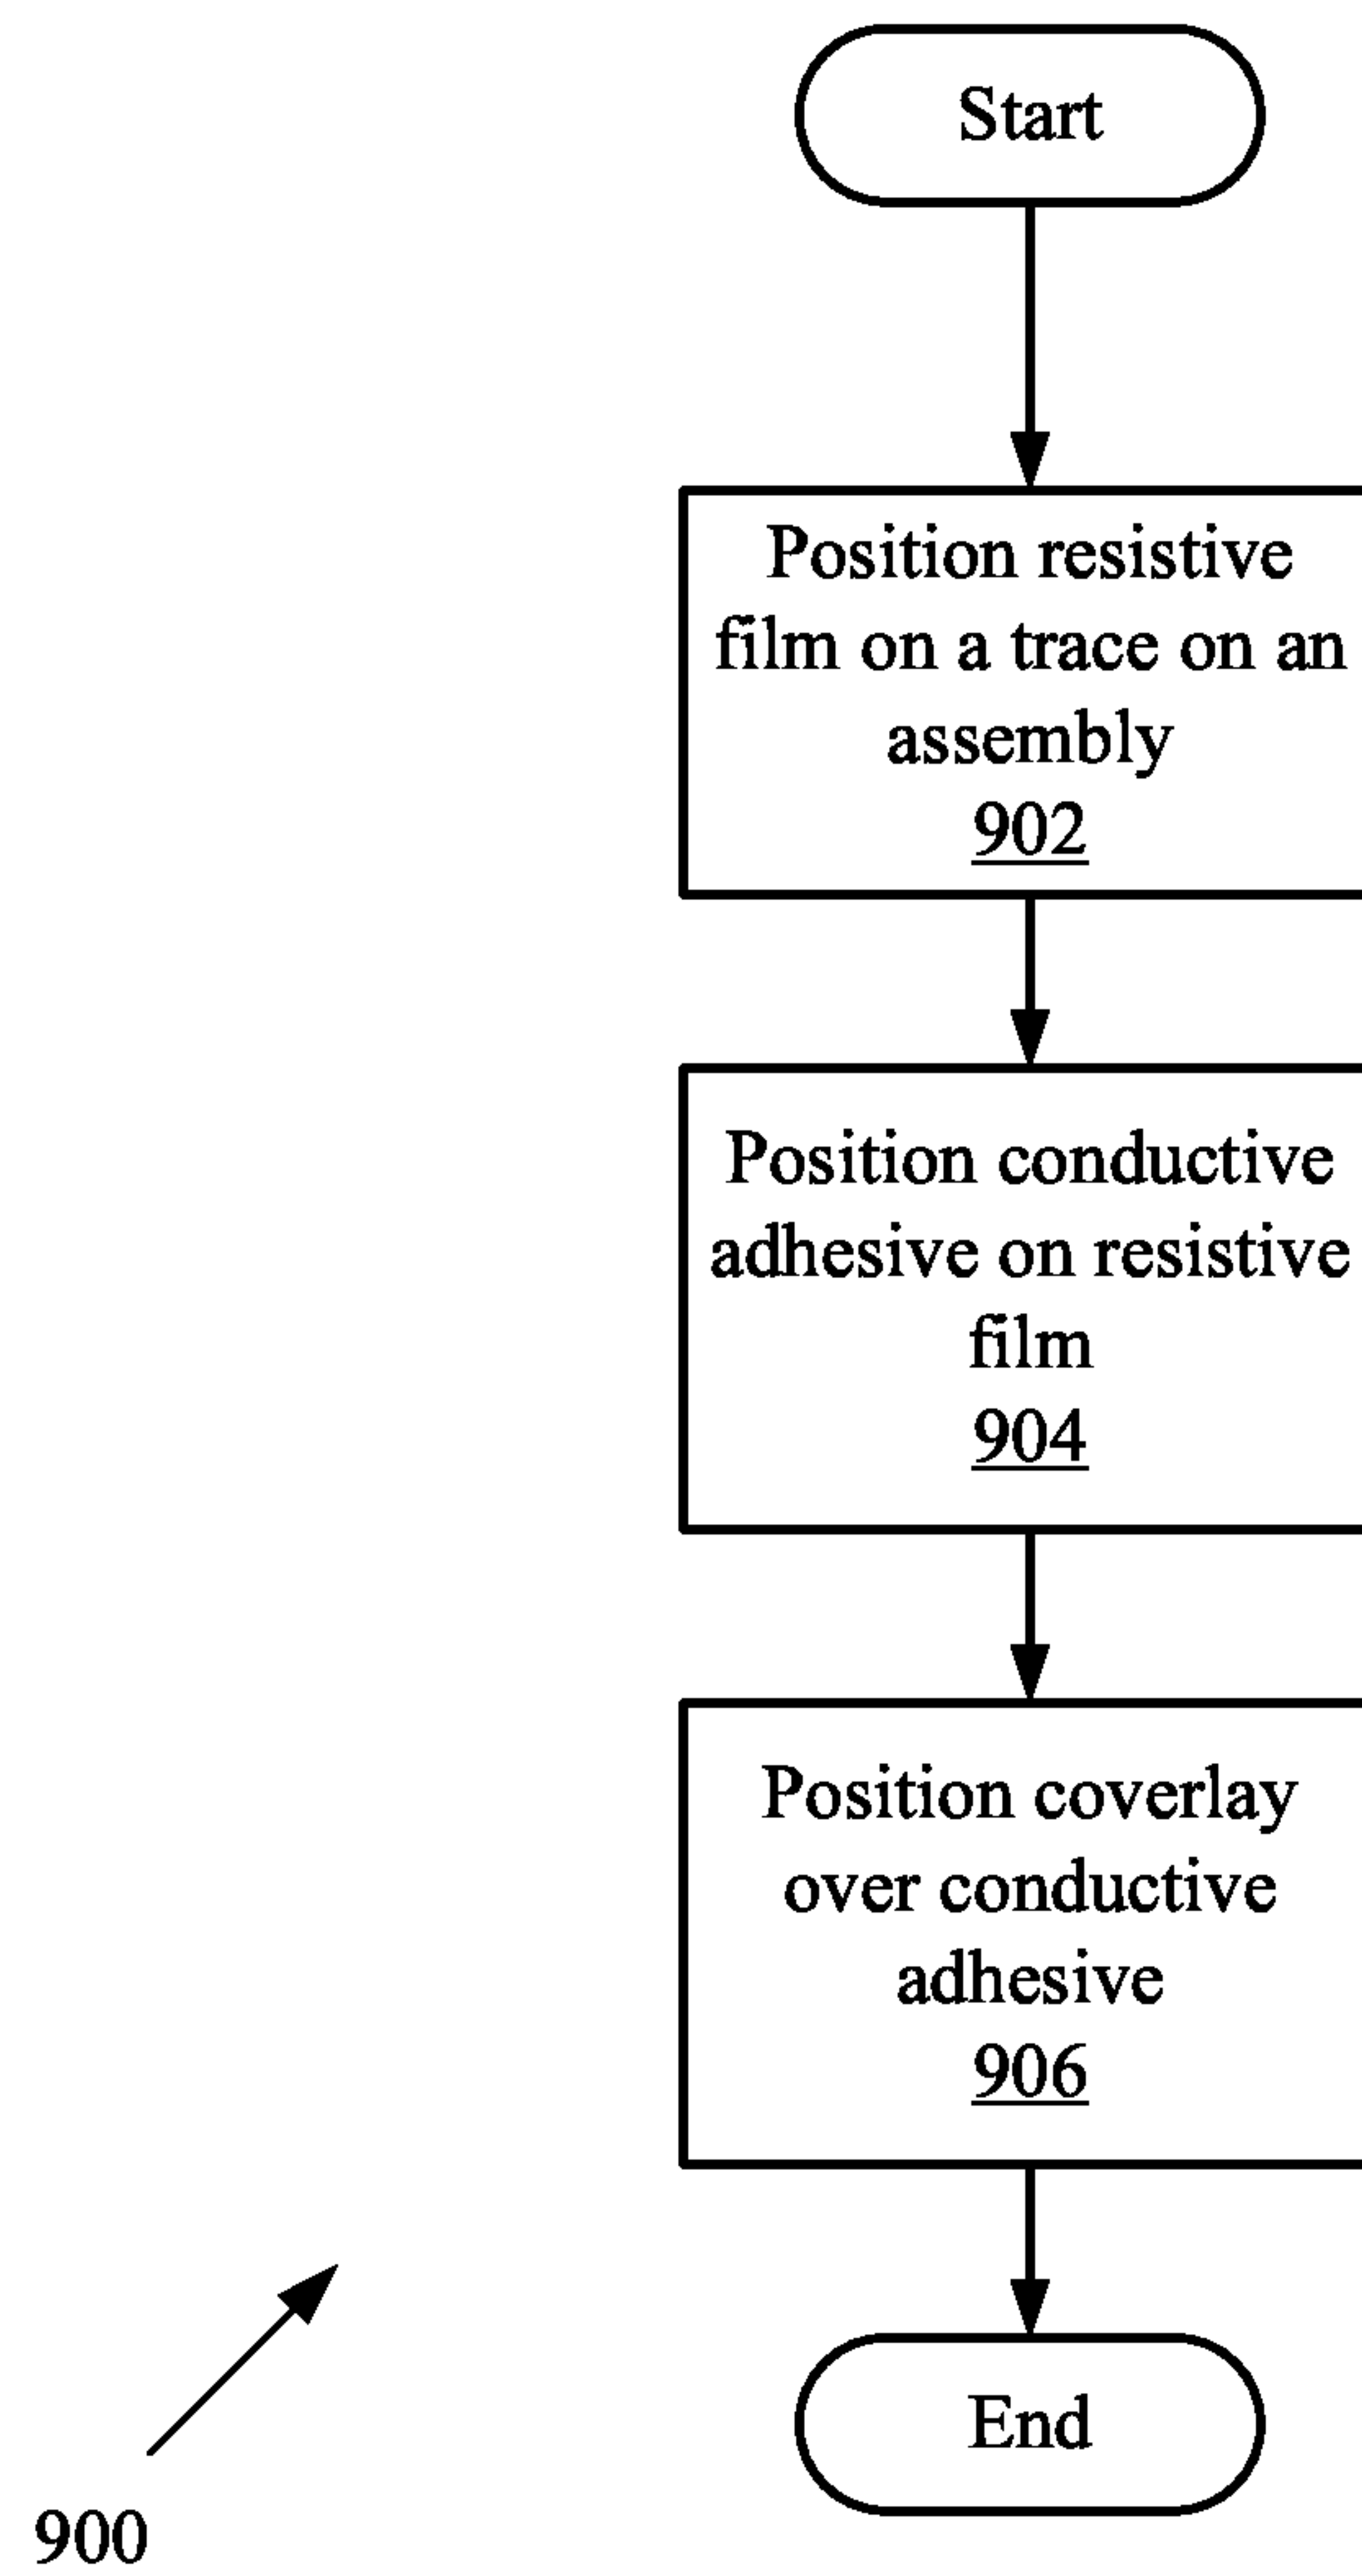 Start
Position resistive
film on a trace on an
assembly
902
Position conductive
adhesive on resistive
film
904
Position coverlay
over conductive
adhesive
906
End
900